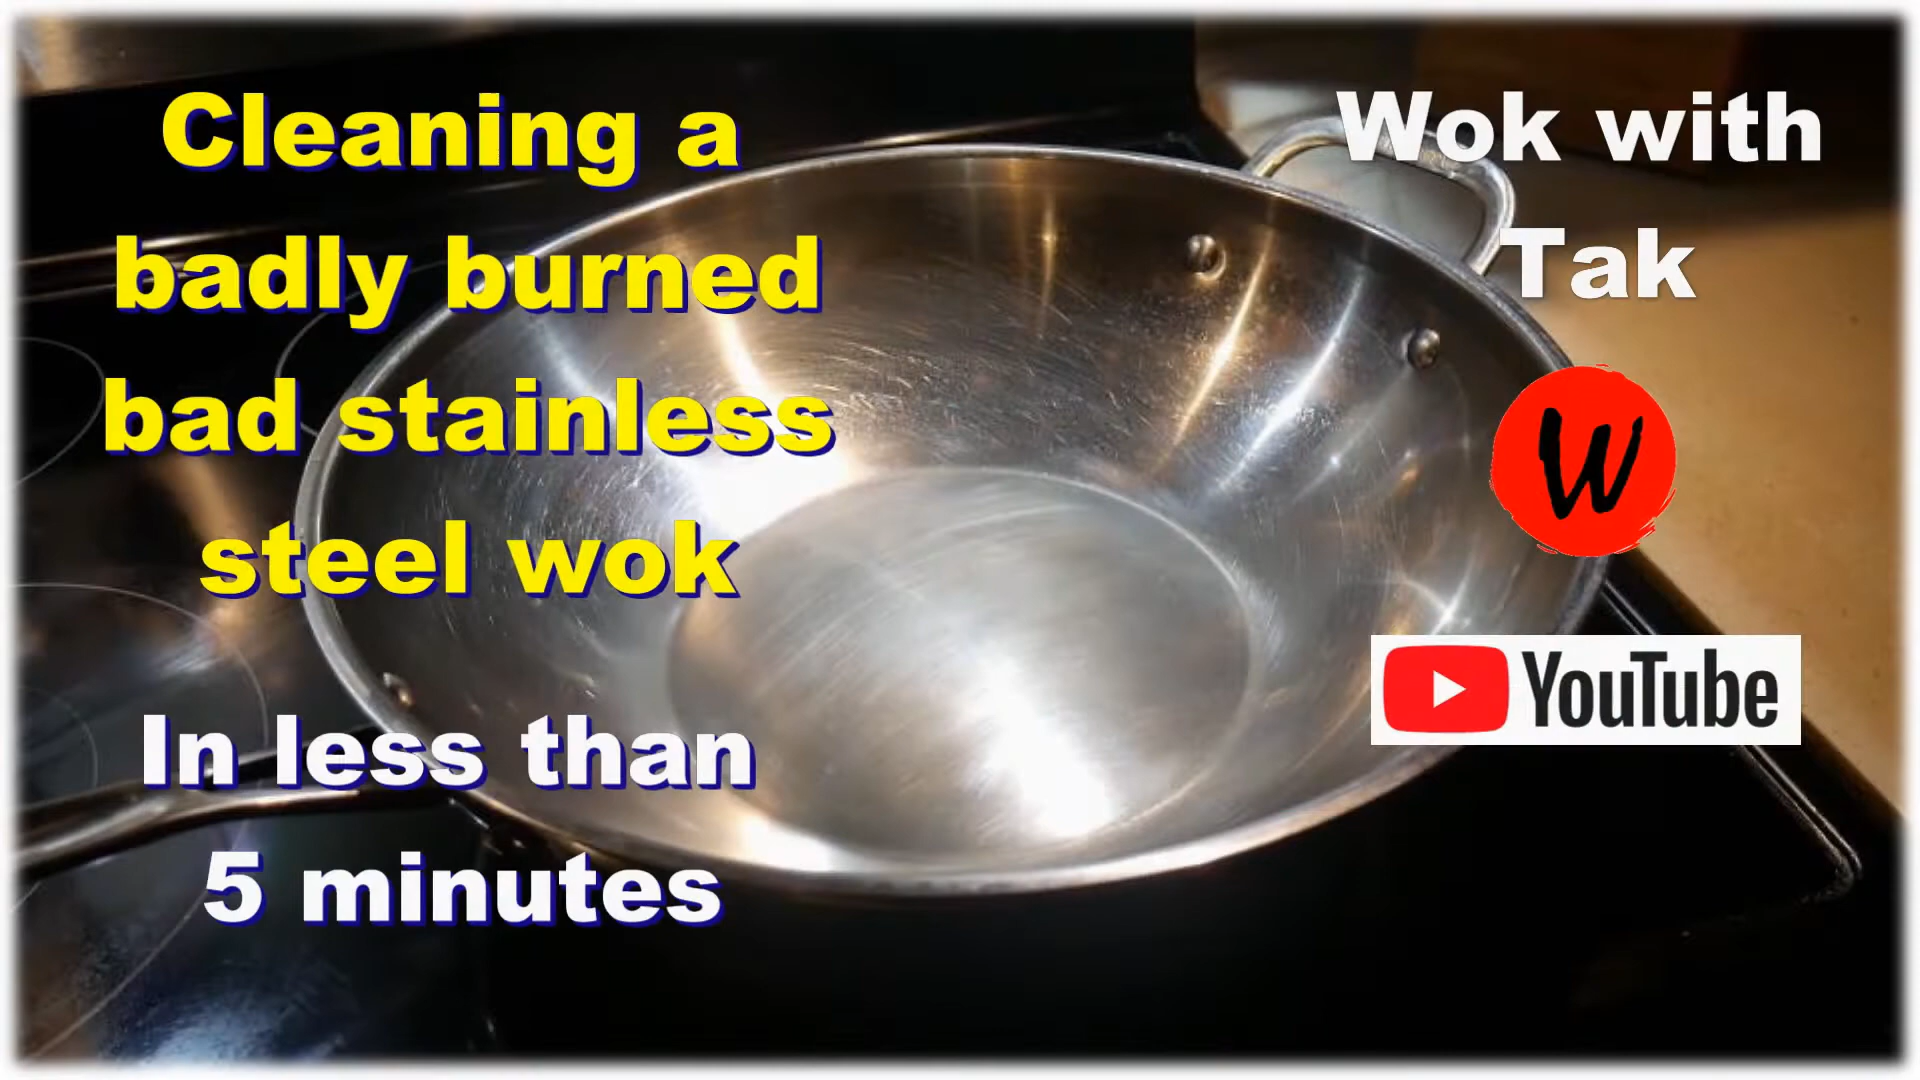 Cleaning a
badly burned
bad stainless
steel wok
In less than
5 minutes
Wok with
Tak
W
YouTube